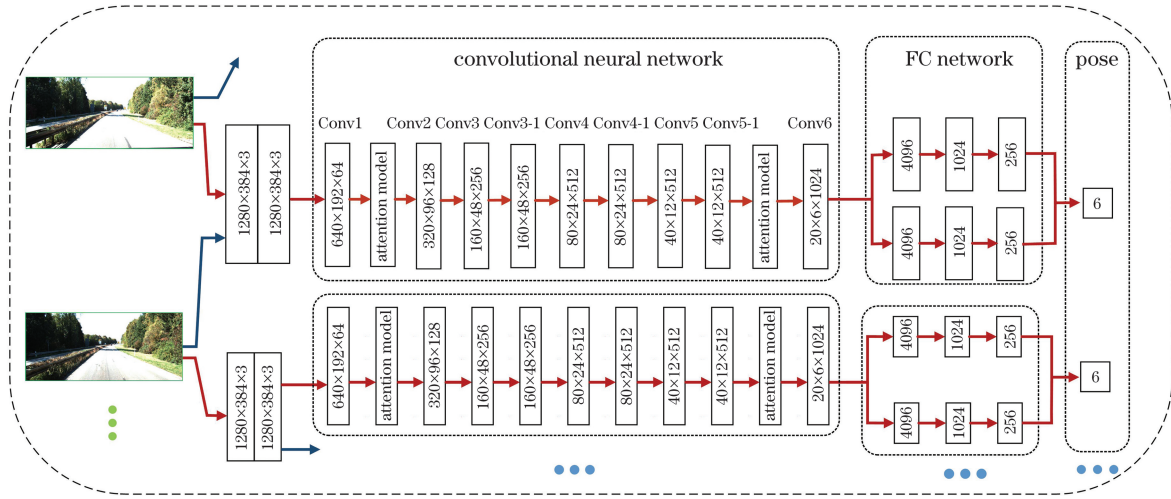 convolutional neural network
FC network
pose
Conv1
Conv2
Conv3
Conv3-1
Conv4
Conv4-1
Conv5
Conv5-1
Conv6
1280×384×3
1280×384×3
640×192×64
attention model
320×96×128
160×48×256
160×48×256
80×24×512
80×24×512
40×12×512
40×12×512
attention model
20×6×1024
4096
1024
256
4096
1024
256
6
1280×384×3
1280×384×3
640×192×64
attention model
320×96×128
160×48×256
160×48×256
80×24×512
80×24×512
40×12×512
40×12×512
attention model
20×6×1024
4096
1024
256
4096
1024
256
6